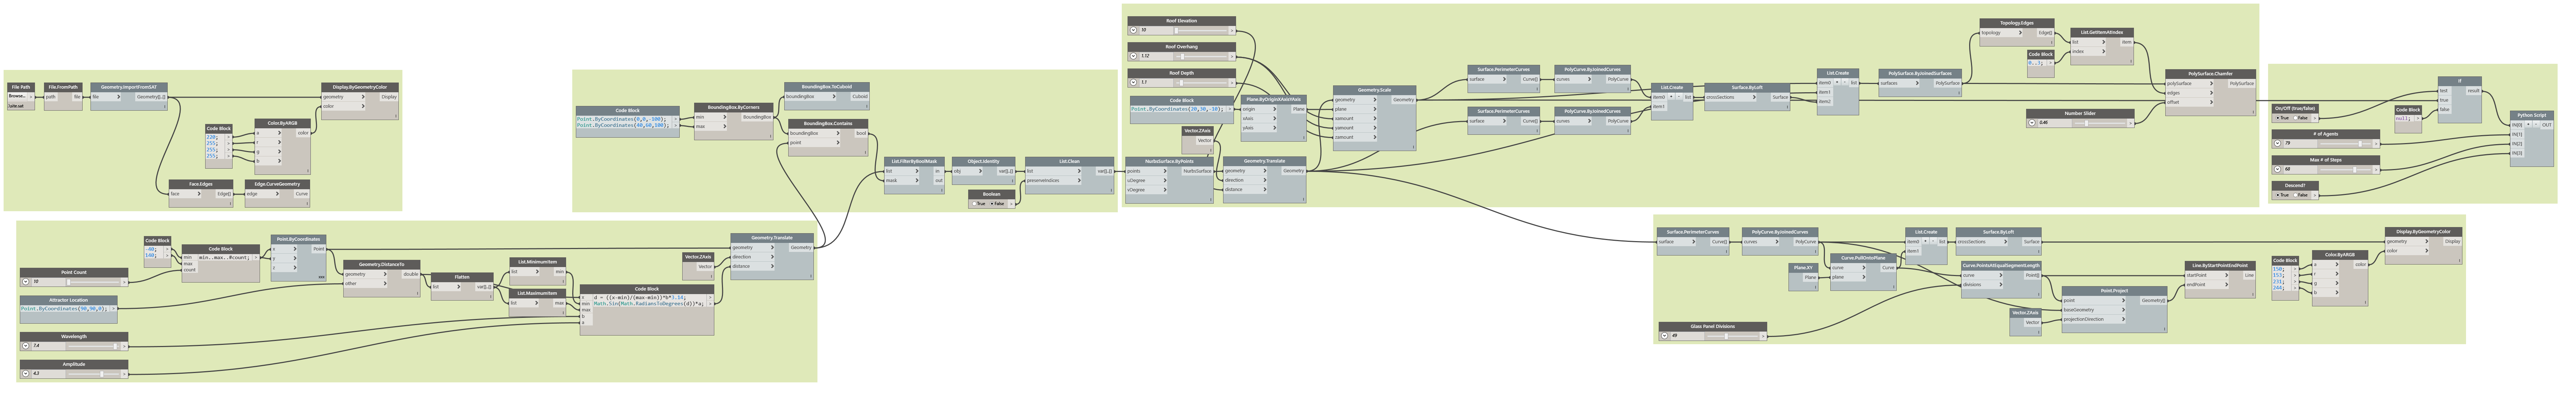 File Path
Browse...
.\site.sat
File.FromPath
path
file
Geometry.ImportFromSAT
file
Geometry[]..[]
Display.ByGeometryColor
geometry
Display
color
Code Block
220;
255;
255;
255;
Color.ByARGB
a
color
r
g
b
Face.Edges
face
Edge[]
Edge.CurveGeometry
edge
Curve
Code Block
-40;
140;
Code Block
min
min..max..#count;
max
count
Point.ByCoordinates
x
Point
y
z
Point Count
10
Attractor Location
Point.ByCoordinates(90,90,0);
Wavelength
7.4
Amplitude
4.3
Geometry.DistanceTo
geometry
double
other
Flatten
list
var[]..[]
List.MinimumItem
list
min
List.MaximumItem
list
max
Code Block
x
d = ((x-min)/(max-min))*b*3.14;
min
Math.Sin(Math.RadiansToDegrees(d))*a;
max
b
a
Vector.ZAxis
Vector
Geometry.Translate
geometry
Geometry
direction
distance
Code Block
Point.ByCoordinates(0,0,-100);
Point.ByCoordinates(40,60,100);
BoundingBox.ByCorners
min
BoundingBox
max
BoundingBox.ToCuboid
boundingBox
Cuboid
BoundingBox.Contains
boundingBox
bool
point
List.FilterByBoolMask
list
in
mask
out
Object.Identity
obj
var[]..[]
List.Clean
list
var[]..[]
preserveIndices
Boolean
True
False
Roof Elevation
10
Roof Overhang
1.12
Roof Depth
1.1
Code Block
Point.ByCoordinates(20,30,-30);
Vector.ZAxis
Vector
NurbsSurface.ByPoints
points
NurbsSurface
uDegree
vDegree
Plane.ByOriginXAxisYAxis
origin
Plane
xAxis
yAxis
Geometry.Translate
geometry
Geometry
direction
distance
Geometry.Scale
geometry
Geometry
plane
xamount
yamount
zamount
Surface.PerimeterCurves
surface
Curve[]
PolyCurve.ByJoinedCurves
curves
PolyCurve
Surface.PerimeterCurves
surface
Curve[]
PolyCurve.ByJoinedCurves
curves
PolyCurve
List.Create
item0
+
-
list
item1
Surface.ByLoft
crossSections
Surface
List.Create
item0
+
-
list
item1
item2
PolySurface.ByJoinedSurfaces
surfaces
PolySurface
Topology.Edges
topology
Edge[]
Code Block
0..3;
List.GetItemAtIndex
list
item
index
Number Slider
0.46
PolySurface.Chamfer
polySurface
PolySurface
edges
offset
On/Off (true/false)
True
False
# of Agents
79
Max # of Steps
68
Descend?
True
False
Code Block
null;
If
test
result
true
false
Python Script
IN[0]
+
-
OUT
IN[1]
IN[2]
IN[3]
Surface.PerimeterCurves
surface
Curve[]
PolyCurve.ByJoinedCurves
curves
PolyCurve
Plane.XY
Plane
Curve.PullOntoPlane
curve
Curve
plane
List.Create
item0
+
-
list
item1
Surface.ByLoft
crossSections
Surface
Curve.PointsAtEqualSegmentLength
curve
Point[]
divisions
Glass Panel Divisions
49
Vector.ZAxis
Vector
Point.Project
point
Geometry[]
baseGeometry
projectionDirection
Line.ByStartPointEndPoint
startPoint
Line
endPoint
Code Block
150;
153;
231;
244;
Color.ByARGB
a
color
r
g
b
Display.ByGeometryColor
geometry
Display
color